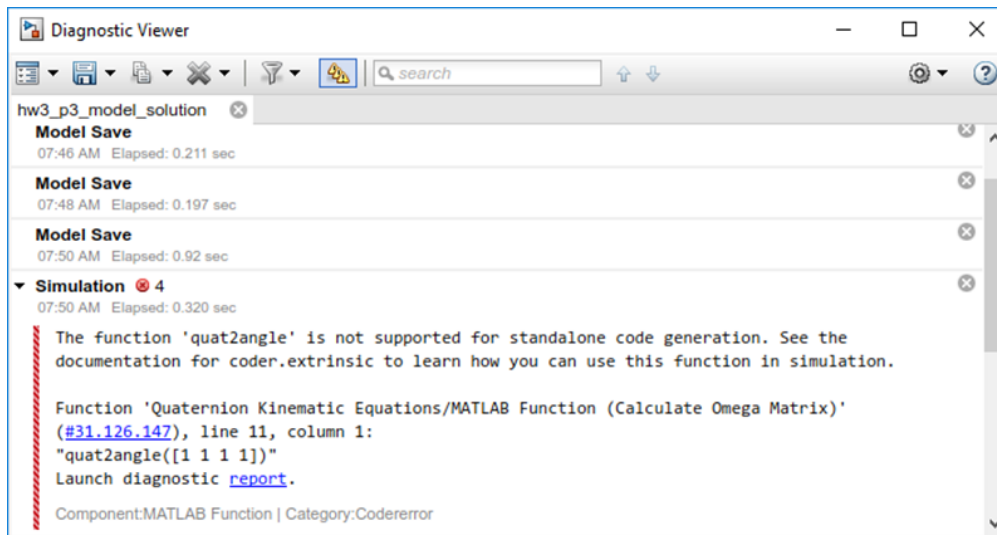 Diagnostic Viewer
search
hw3_p3_model_solution
Model Save
07:46 AM Elapsed: 0.211 sec
Model Save
07:48 AM Elapsed: 0.197 sec
Model Save
07:50 AM Elapsed: 0.92 sec
Simulation 4
07:50 AM Elapsed: 0.320 sec
The function 'quat2angle' is not supported for standalone code generation. See the
documentation for coder.extrinsic to learn how you can use this function in simulation.
Function 'Quaternion Kinematic Equations/MATLAB Function (Calculate Omega Matrix)'
(#31.126.147), line 11, column 1:
"quat2angle([1 1 1 1])"
Launch diagnostic report.
Component:MATLAB Function | Category:Codererror